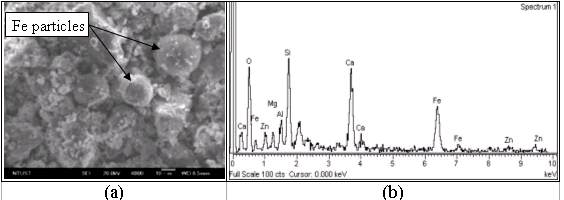 Fe particles
(a)
Spectrum 1
O
Si
Ca
Fe
Mg
Al
Ca
Fe
Zn
Ca
Fe
Zn
Zn
0 1 2 3 4 5 6 7 8 9 10
keV
Full Scale 100 cts Cursor: 0.000 keV
(b)